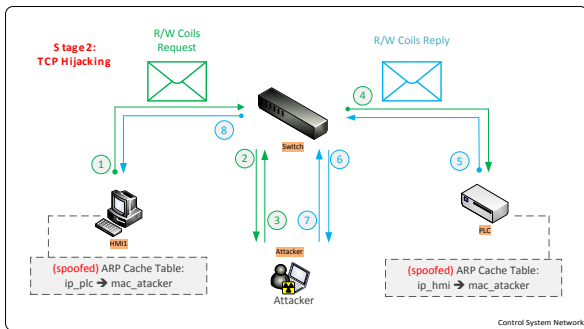 Stage2:
TCP Hijacking
R/W Coils
Request
R/W Coils Reply
4
8
1
2
6
5
Switch
3
7
HMI1
Attacker
PLC
Attacker
(spoofed) ARP Cache Table:
ip_plc ➔ mac_atacker
(spoofed) ARP Cache Table:
ip_hmi ➔ mac_atacker
Control System Network